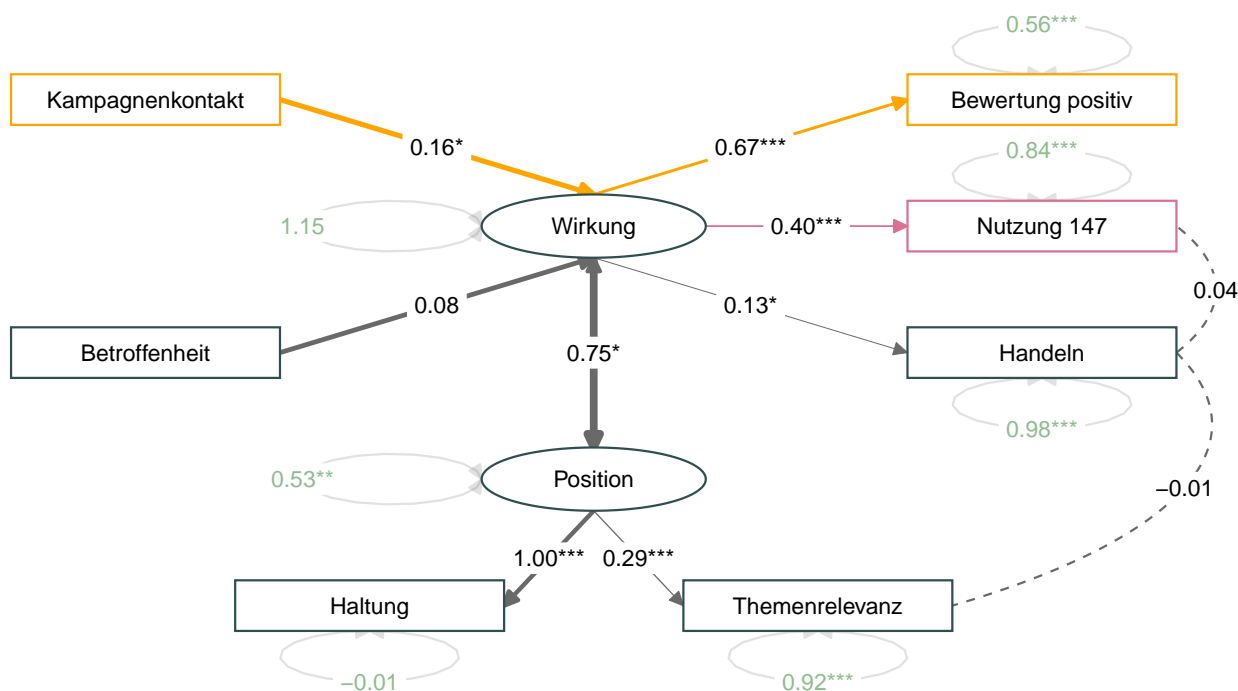 0.56***
Kampagnenkontakt
Bewertung positiv
0.16*
0.67***
0.84***
1.15
Wirkung
0.40***
Nutzung 147
0.08
0.13*
0.04
Betroffenheit
0.75*
Handeln
0.98***
0.53**
Position
−0.01
1.00***
0.29***
Haltung
Themenrelevanz
−0.01
0.92***